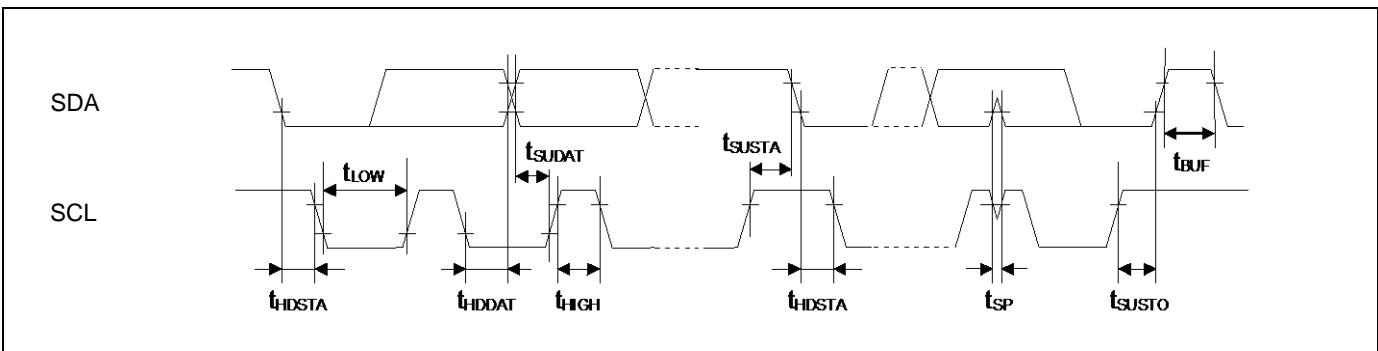 SDA
tSUSTA
tSUDAT
tLOW
tBUF
SCL
tHDSTA
tHDDAT
tHIGH
tHDSTA
tSP
tSUSTO